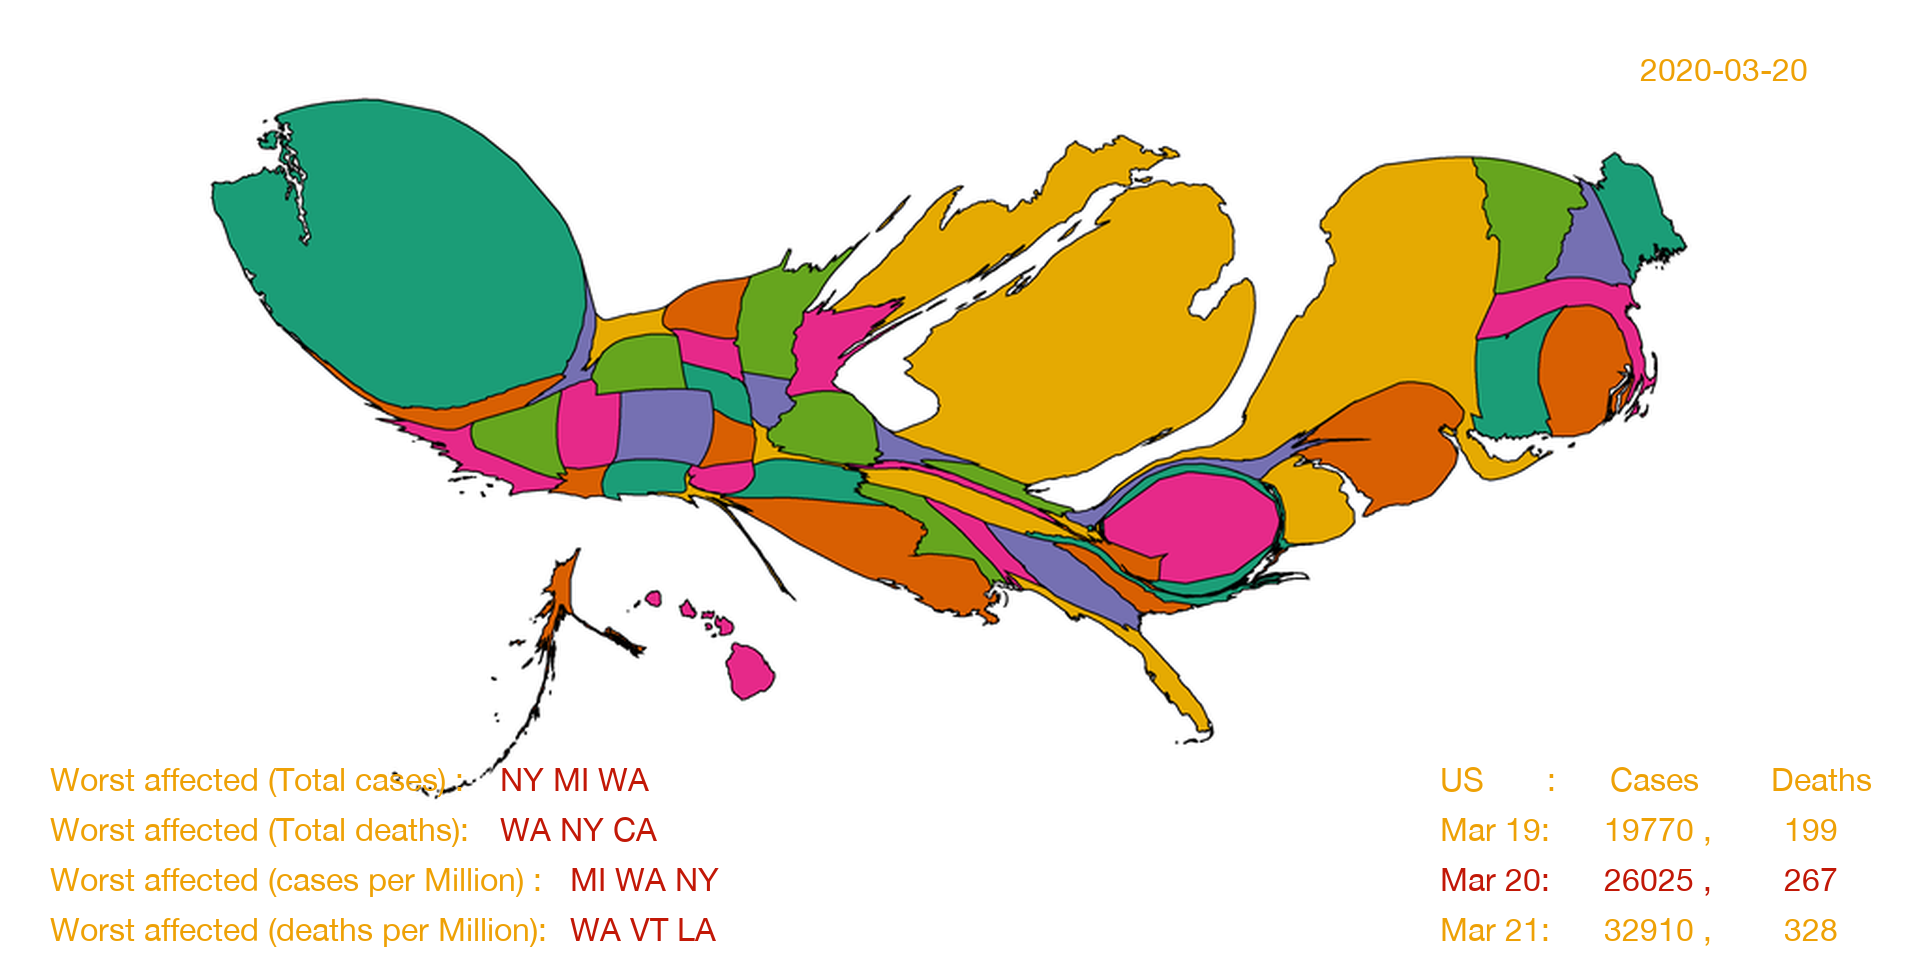 2020-03-20
Worst affected (Total cases) : NY MI WA
Worst affected (Total deaths): WA NY CA
Worst affected (cases per Million) : MI WA NY
Worst affected (deaths per Million): WA VT LA
US : Cases Deaths
Mar 19: 19770 , 199
Mar 20: 26025 , 267
Mar 21: 32910 , 328